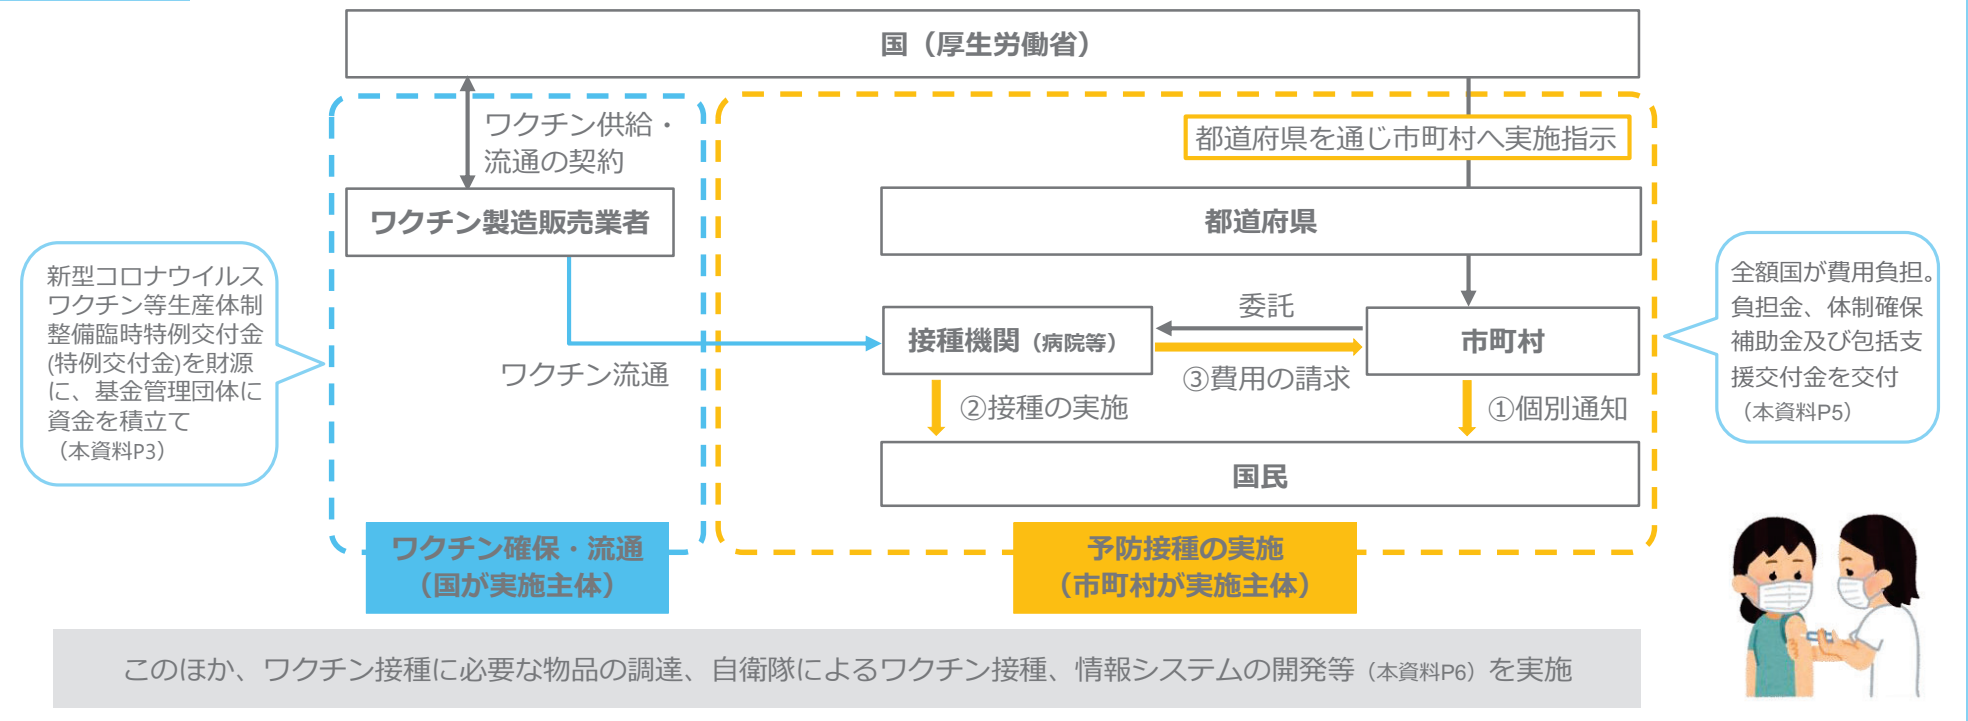 国（厚生労働省）
ワクチン供給・
流通の契約
都道府県を通じ市町村へ実施指示
ワクチン製造販売業者
都道府県
新型コロナウイルス
ワクチン等生産体制
整備臨時特例交付金
(特例交付金)を財源
に、基金管理団体に
資金を積立て
（本資料P3）
全額国が費用負担。
負担金、体制確保
補助金及び包括支
援交付金を交付
（本資料P5）
委託
接種機関（病院等）
市町村
ワクチン流通
③費用の請求
②接種の実施
①個別通知
国民
ワクチン確保・流通
（国が実施主体）
予防接種の実施
（市町村が実施主体）
このほか、ワクチン接種に必要な物品の調達、自衛隊によるワクチン接種、情報システムの開発等（本資料P6）を実施